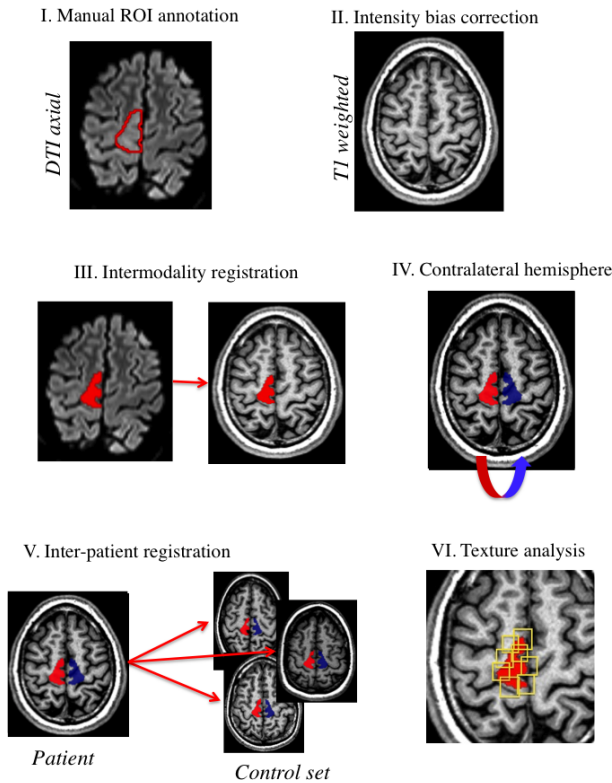 I. Manual ROI annotation
II. Intensity bias correction
DTI axial
T1 weighted
III. Intermodality registration
IV. Contralateral hemisphere
V. Inter-patient registration
VI. Texture analysis
Patient
Control set